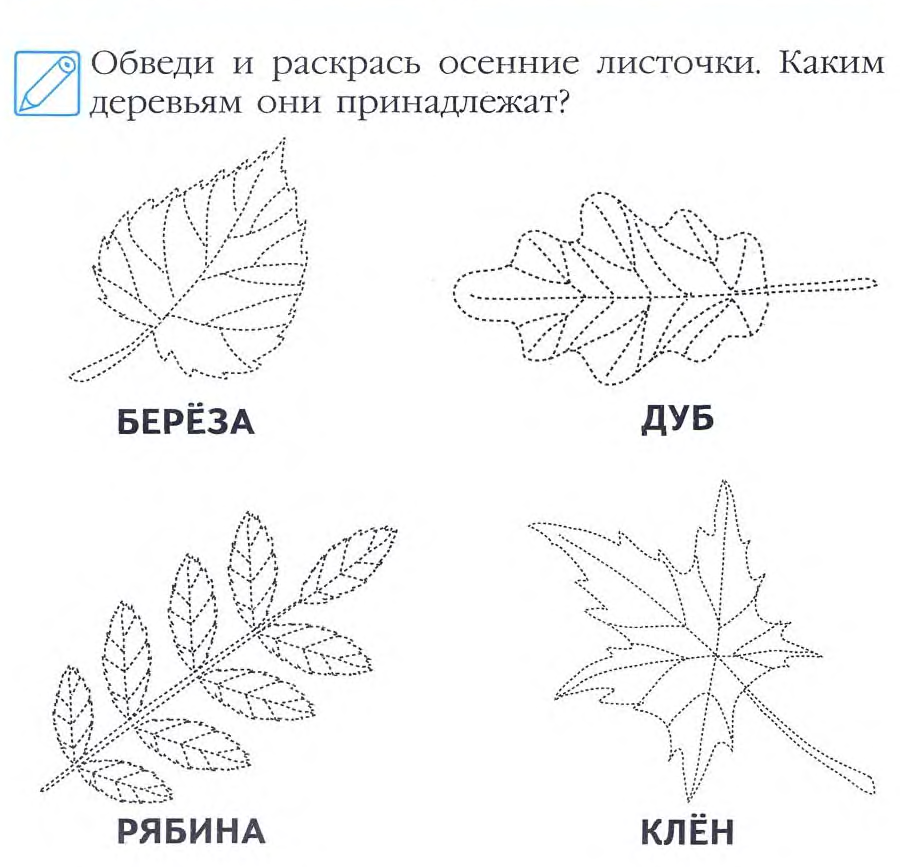 Обведи и раскрась осенние листочки. Каким
деревьям они принадлежат?
БЕРЁЗА
ДУБ
РЯБИНА
КЛЁН